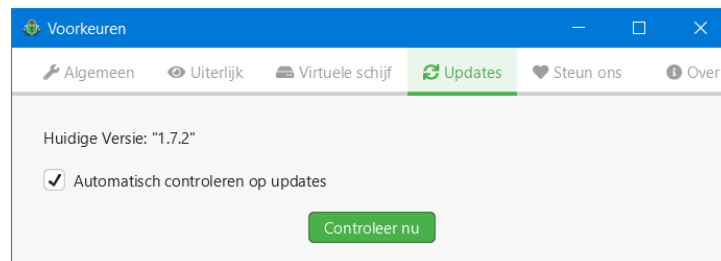 Voorkeuren
Algemeen Uiterlijk Virtuele schijf Updates Steun ons Over
Huidige Versie: "1.7.2"
Automatisch controleren op updates
Controleer nu